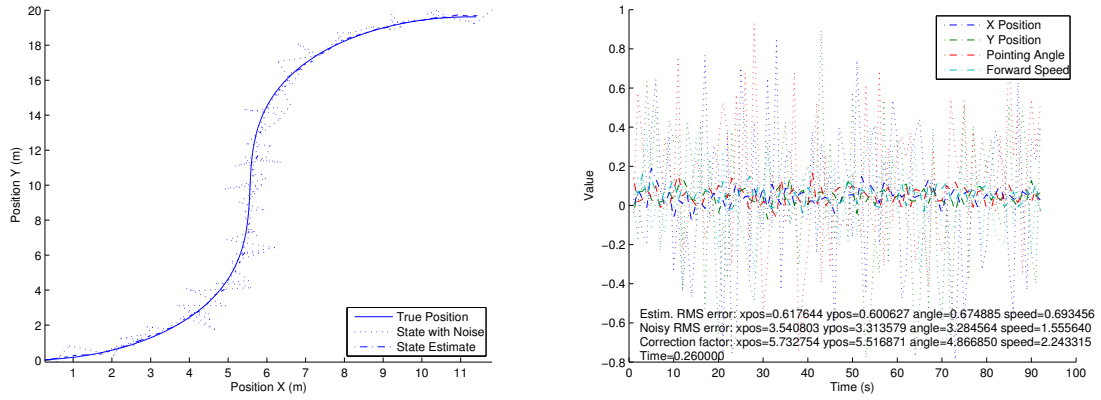 20
18
16
14
12
10
8
6
4
2
0
Position Y (m)
1 2 3 4 5 6 7 8 9 10 11
Position X (m)
True Position
State with Noise
State Estimate
1
0.8
0.6
0.4
0.2
0
−0.2
−0.4
−0.6
−0.8
Value
X Position
Y Position
Pointing Angle
Forward Speed
Estim. RMS error: xpos=0.617644 ypos=0.600627 angle=0.674885 speed=0.693456
Noisy RMS error: xpos=3.540803 ypos=3.313579 angle=3.284564 speed=1.555640
Correction factor: xpos=5.732754 ypos=5.516871 angle=4.866850 speed=2.243315
Time=0.260000
0 10 20 30 40 50 60 70 80 90 100
Time (s)